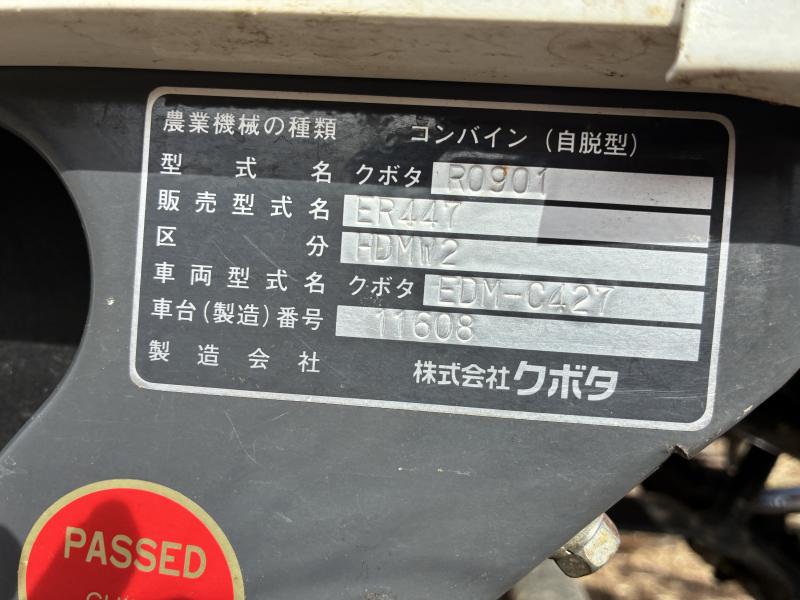 農業機械の種類 コンバイン(自脱型)
型式名 クボタ R0901
販売型式名 ER447
区分 HDMW2
車両型式名 クボタ EDM-C427
車台(製造)番号 11608
製造会社 株式会社クボタ
PASSED